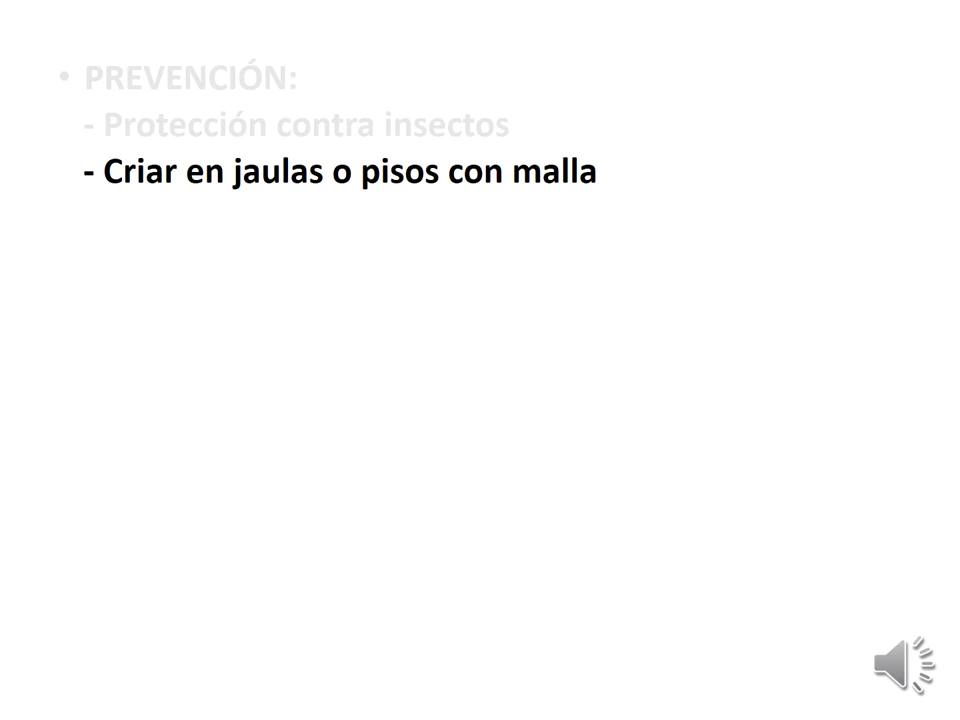 • PREVENCIÓN:
- Protección contra insectos
- Criar en jaulas o pisos con malla